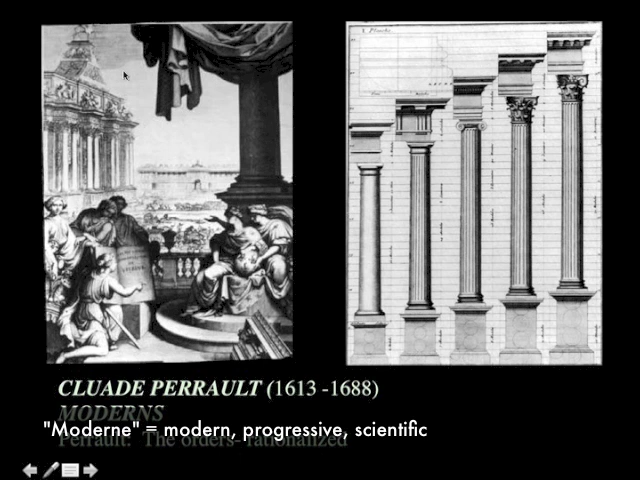 CLUADE PERRAULT (1613 -1688)
MODERNS
"Moderne" = modern, progressive, scientific
Perrault: The orders- rationalized